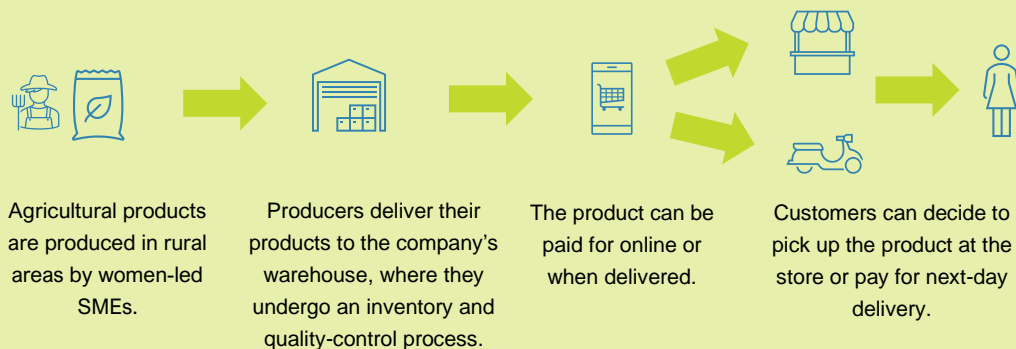 Agricultural products
are produced in rural
areas by women-led
SMEs.
Producers deliver their
products to the company’s
warehouse, where they
undergo an inventory and
quality-control process.
The product can be
paid for online or
when delivered.
Customers can decide to
pick up the product at the
store or pay for next-day
delivery.